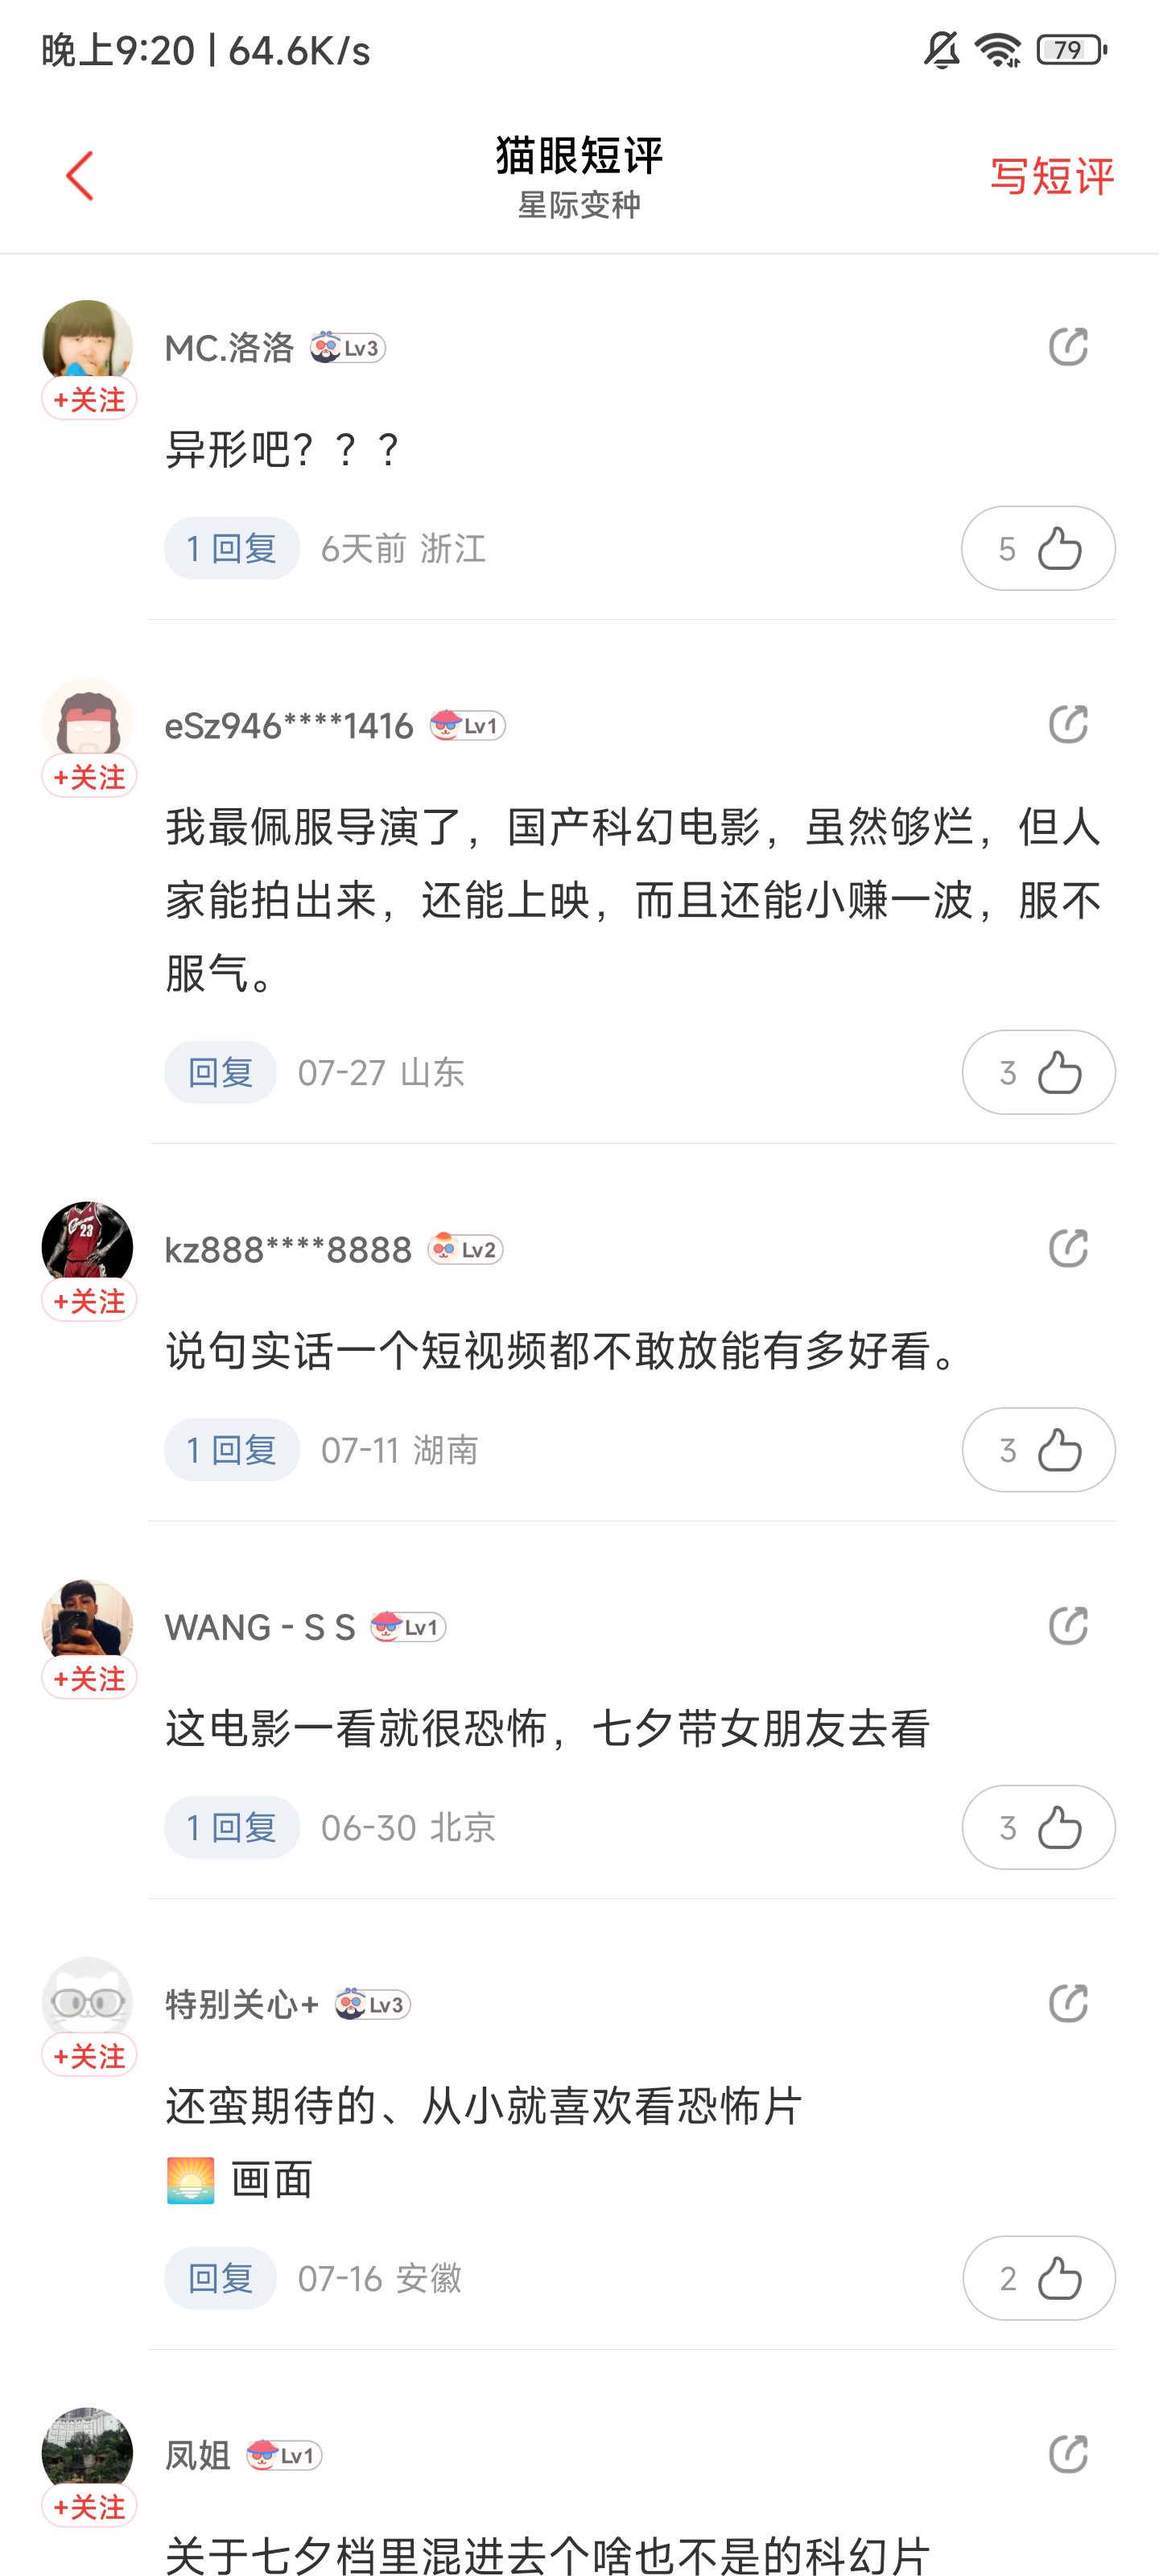 晚上9:20 | 64.6K/s
79
猫眼短评
写短评
星际变种
MC.洛洛 Lv3
+关注
异形吧？？？
1 回复 6天前 浙江
5
eSz946****1416 Lv1
+关注
我最佩服导演了，国产科幻电影，虽然够烂，但人
家能拍出来，还能上映，而且还能小赚一波，服不
服气。
回复 07-27 山东
3
23
kz888****8888 Lv2
+关注
说句实话一个短视频都不敢放能有多好看。
1 回复 07-11 湖南
3
WANG - S S Lv1
+关注
这电影一看就很恐怖，七夕带女朋友去看
1 回复 06-30 北京
3
特别关心+ Lv3
+关注
还蛮期待的、从小就喜欢看恐怖片
🌅 画面
回复 07-16 安徽
2
凤姐 Lv1
+关注
关于七夕档里混进去个啥也不是的科幻片